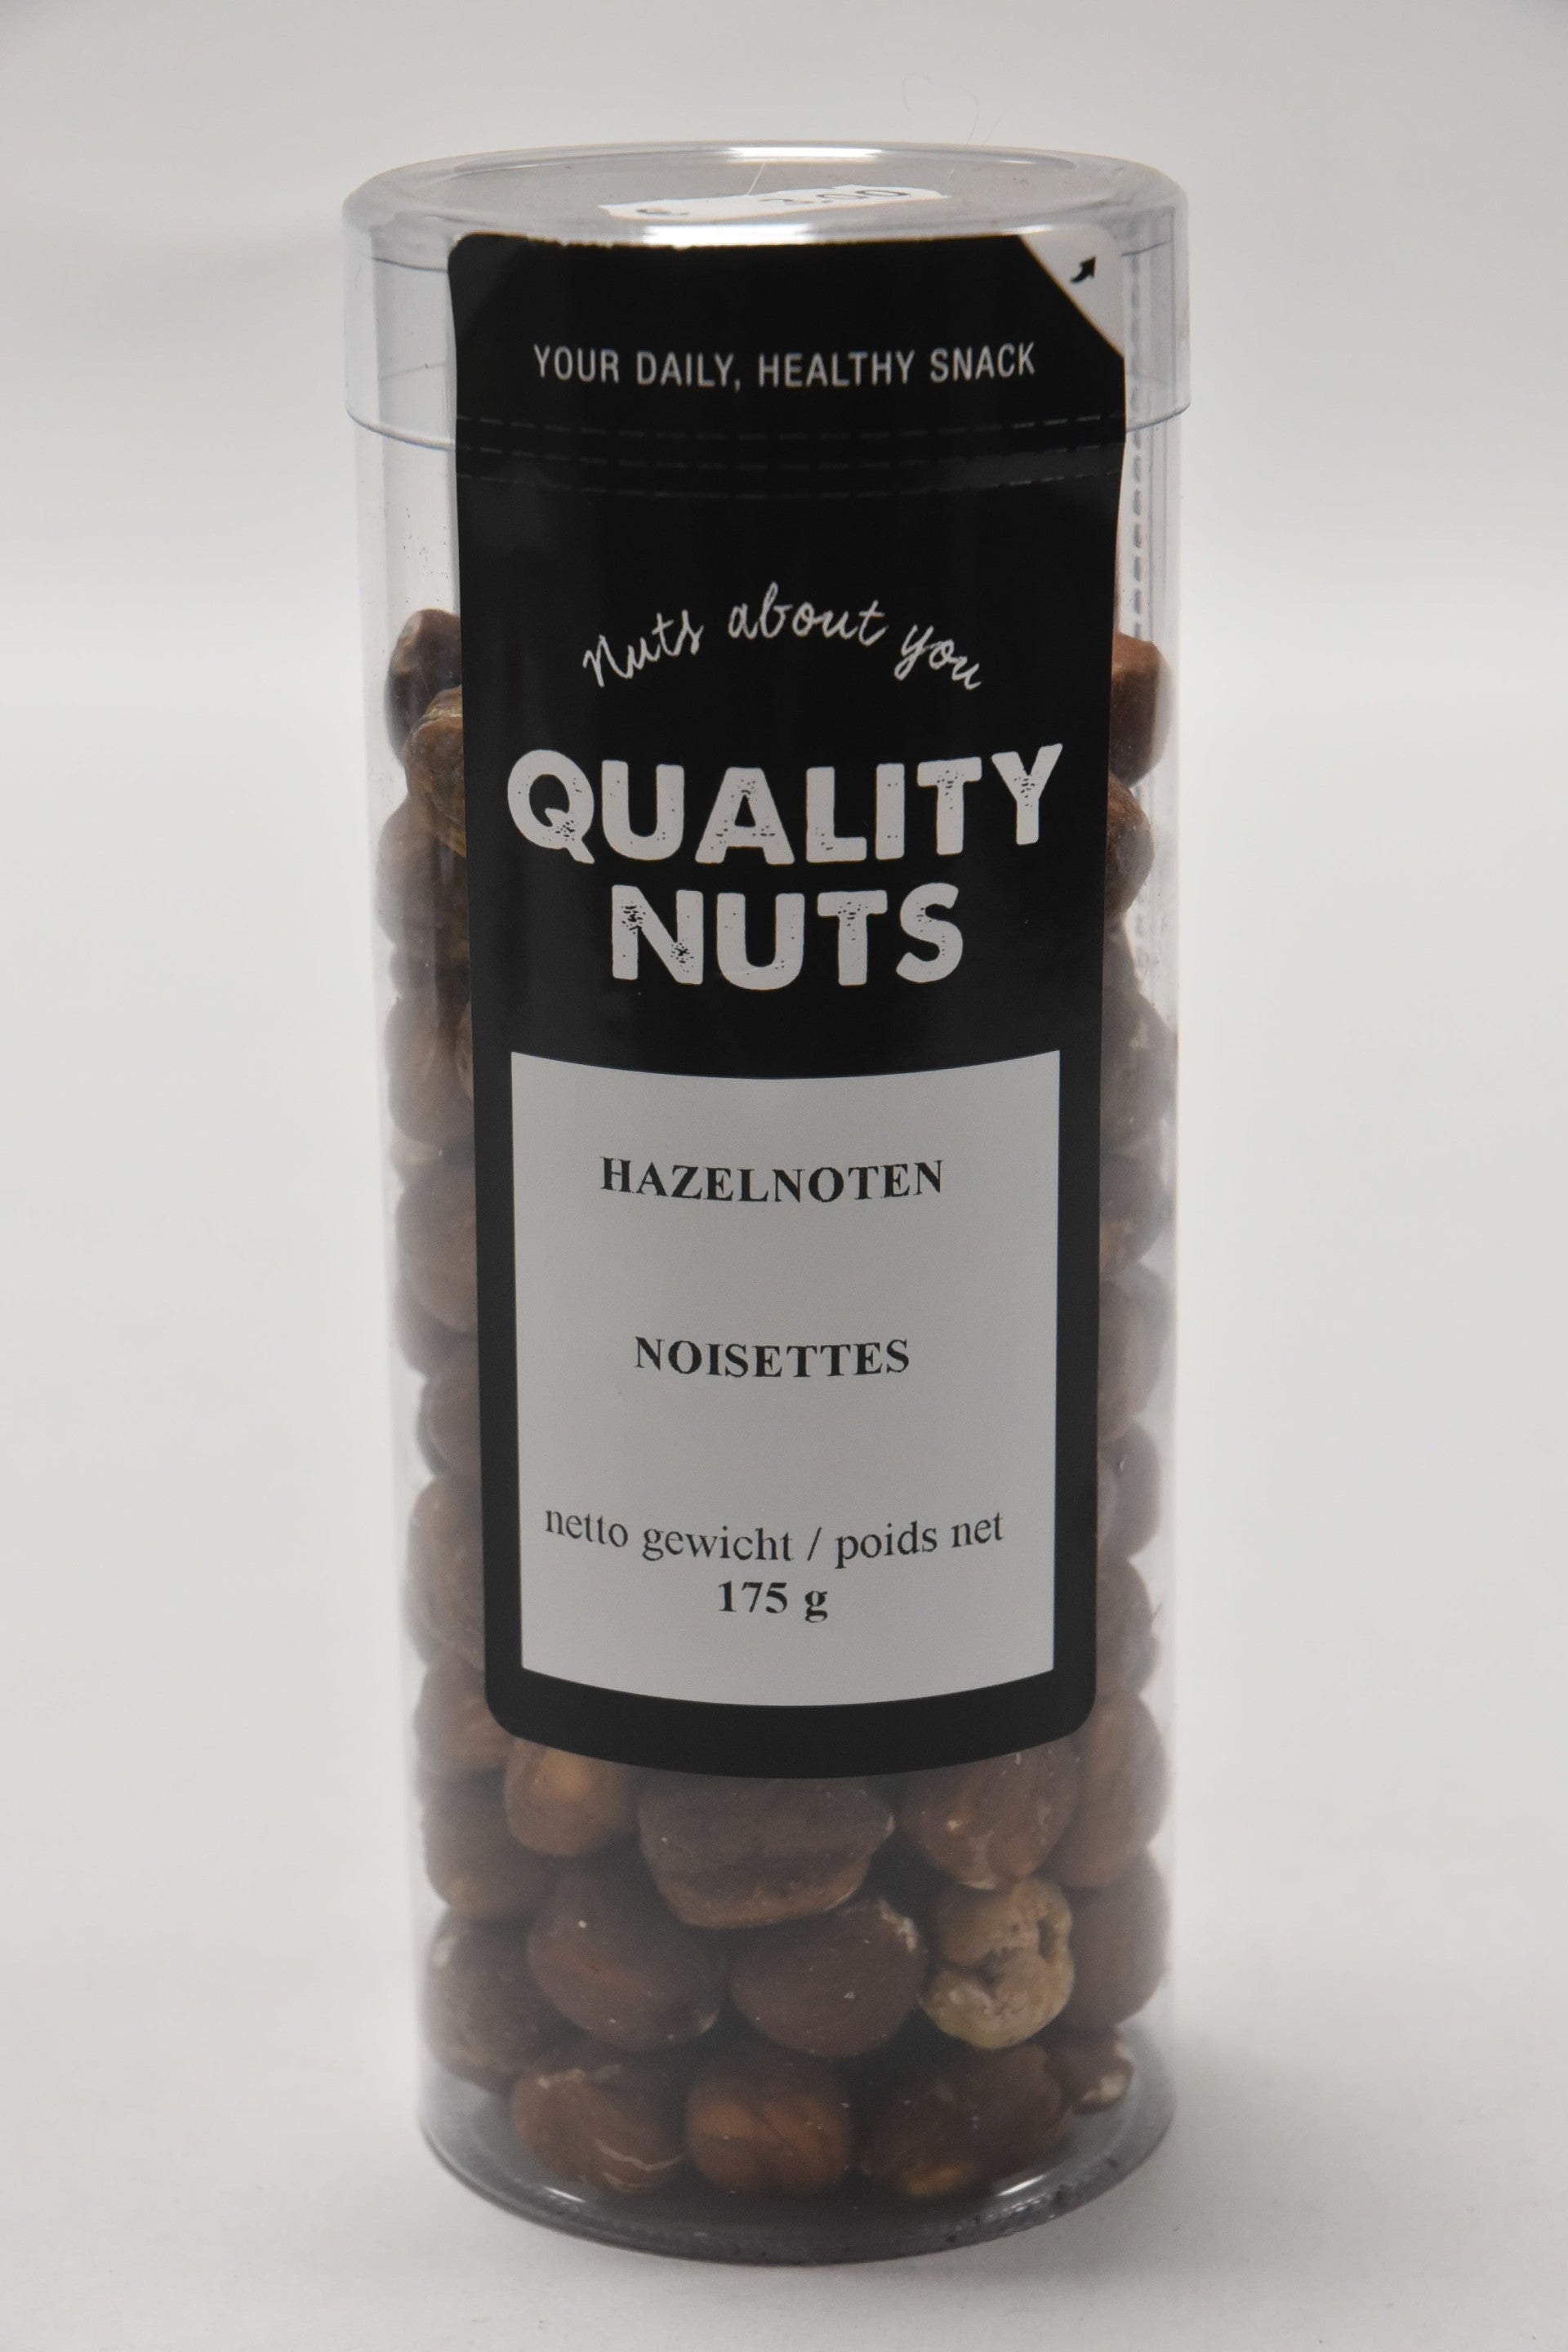 YOUR DAILY, HEALTHY SNACK
Nuts about you
QUALITY
NUTS
HAZELNOTEN
NOISETTES
netto gewicht / poids net
175 g